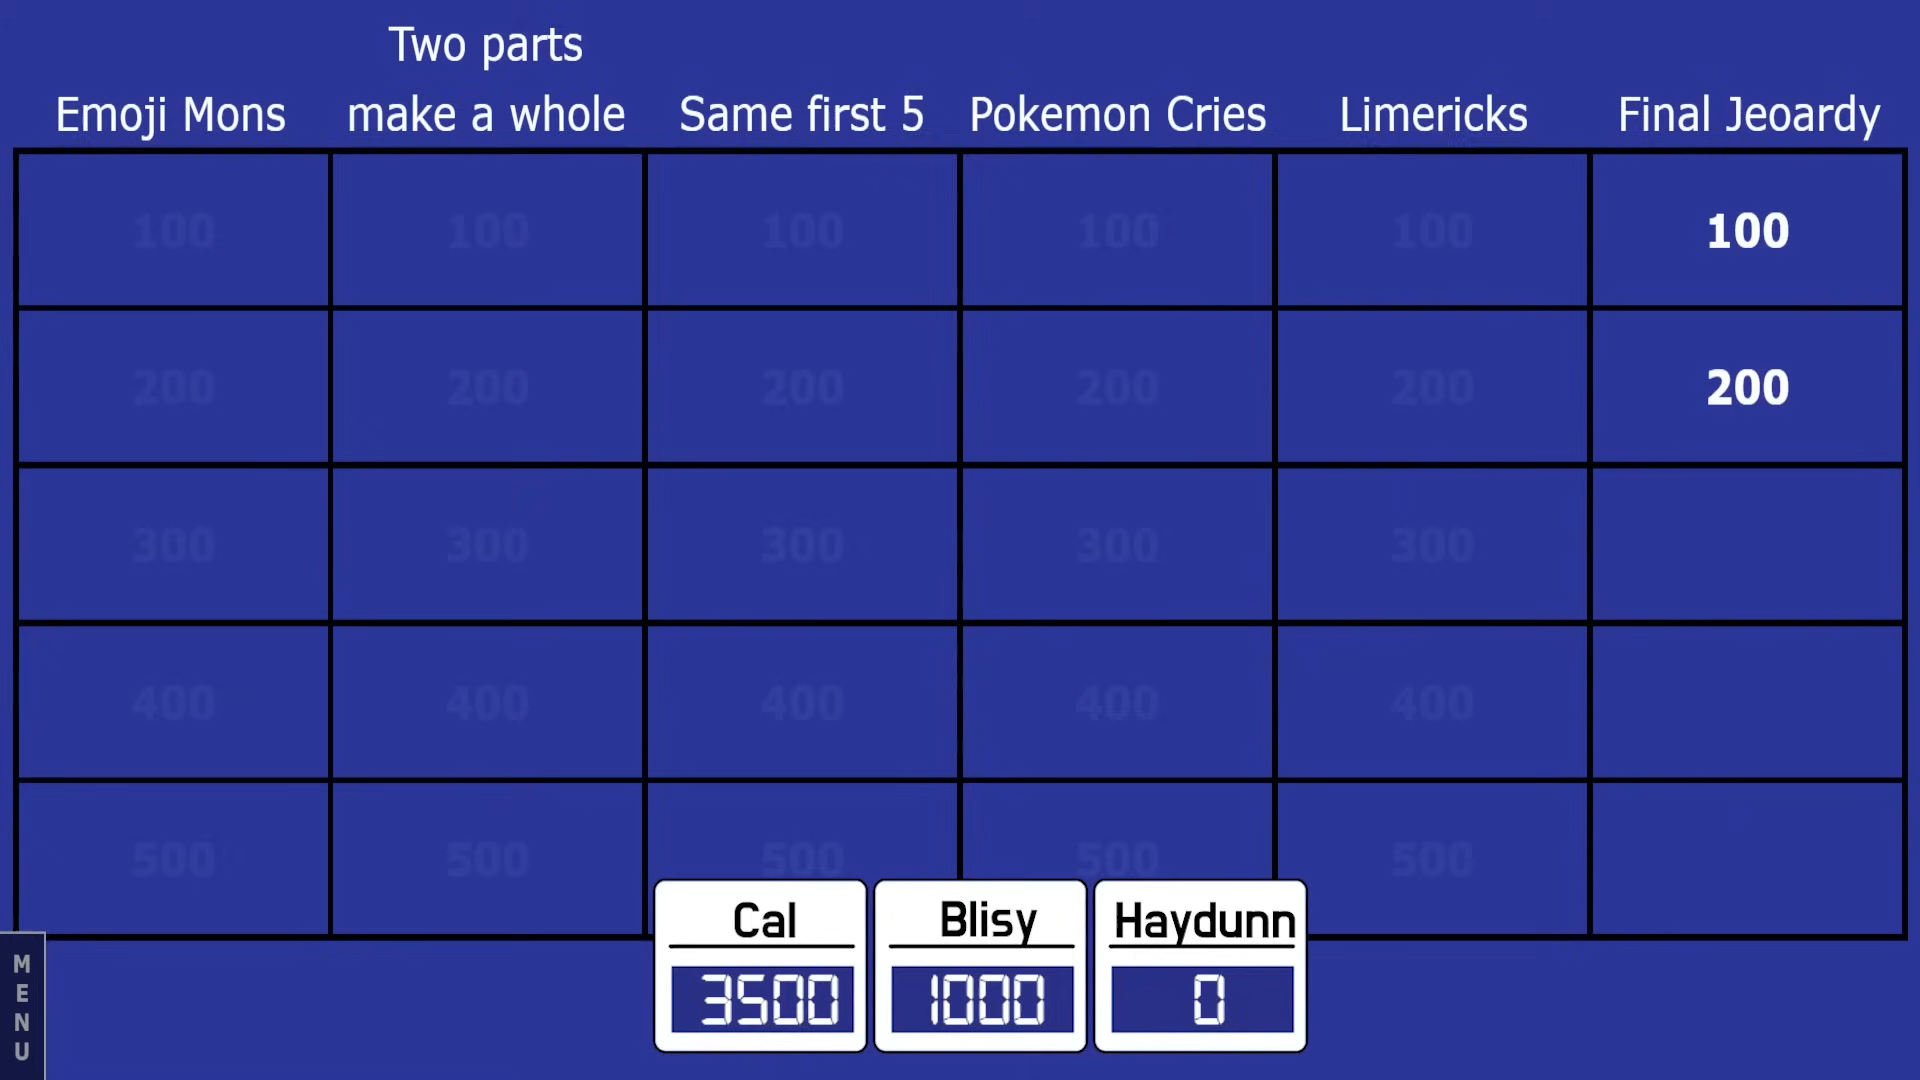 Two parts
Emoji Mons make a whole Same first 5 Pokemon Cries Limericks Final Jeoardy
100 100 100 100 100 100
200 200 200 200 200 200
300 300 300 300 300
400 400 400 400 400
500 500 500 500 500
Cal Blisy Haydunn
3500 1000 0
MENU